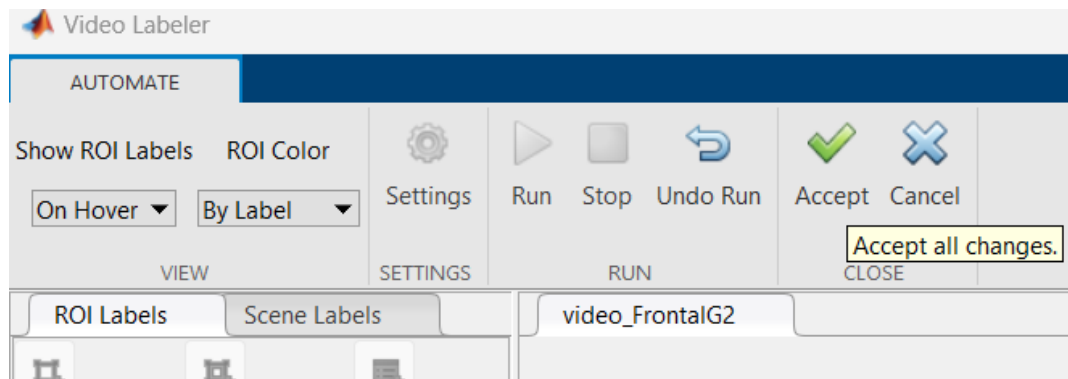 Video Labeler
AUTOMATE
Show ROI Labels ROI Color
On Hover By Label
VIEW
Settings
SETTINGS
Run Stop Undo Run
RUN
Accept Cancel
Accept all changes.
CLOSE
ROI Labels Scene Labels
video_FrontalG2